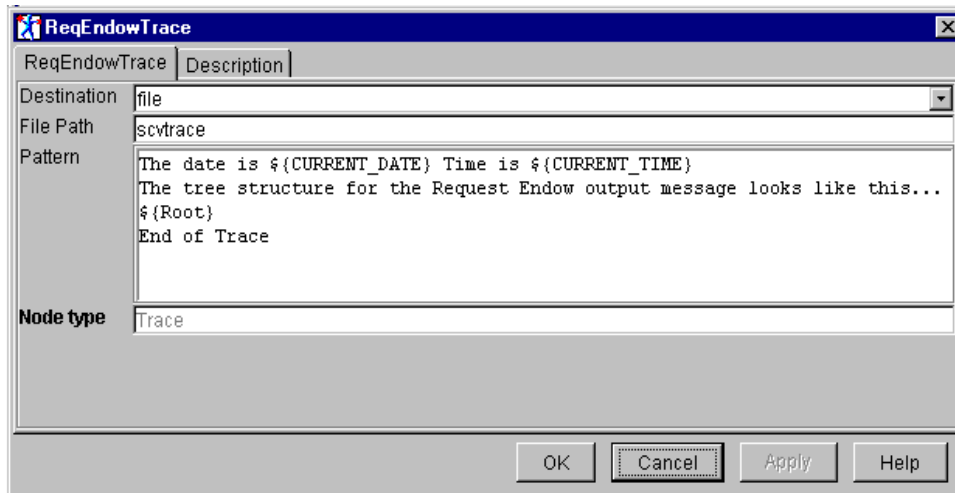 ReqEndowTrace
ReqEndowTrace Description
Destination file
File Path scvtrace
Pattern
The date is ${CURRENT_DATE} Time is ${CURRENT_TIME}
The tree structure for the Request Endow output message looks like this...
${Root}
End of Trace
Node type Trace
OK Cancel Apply Help